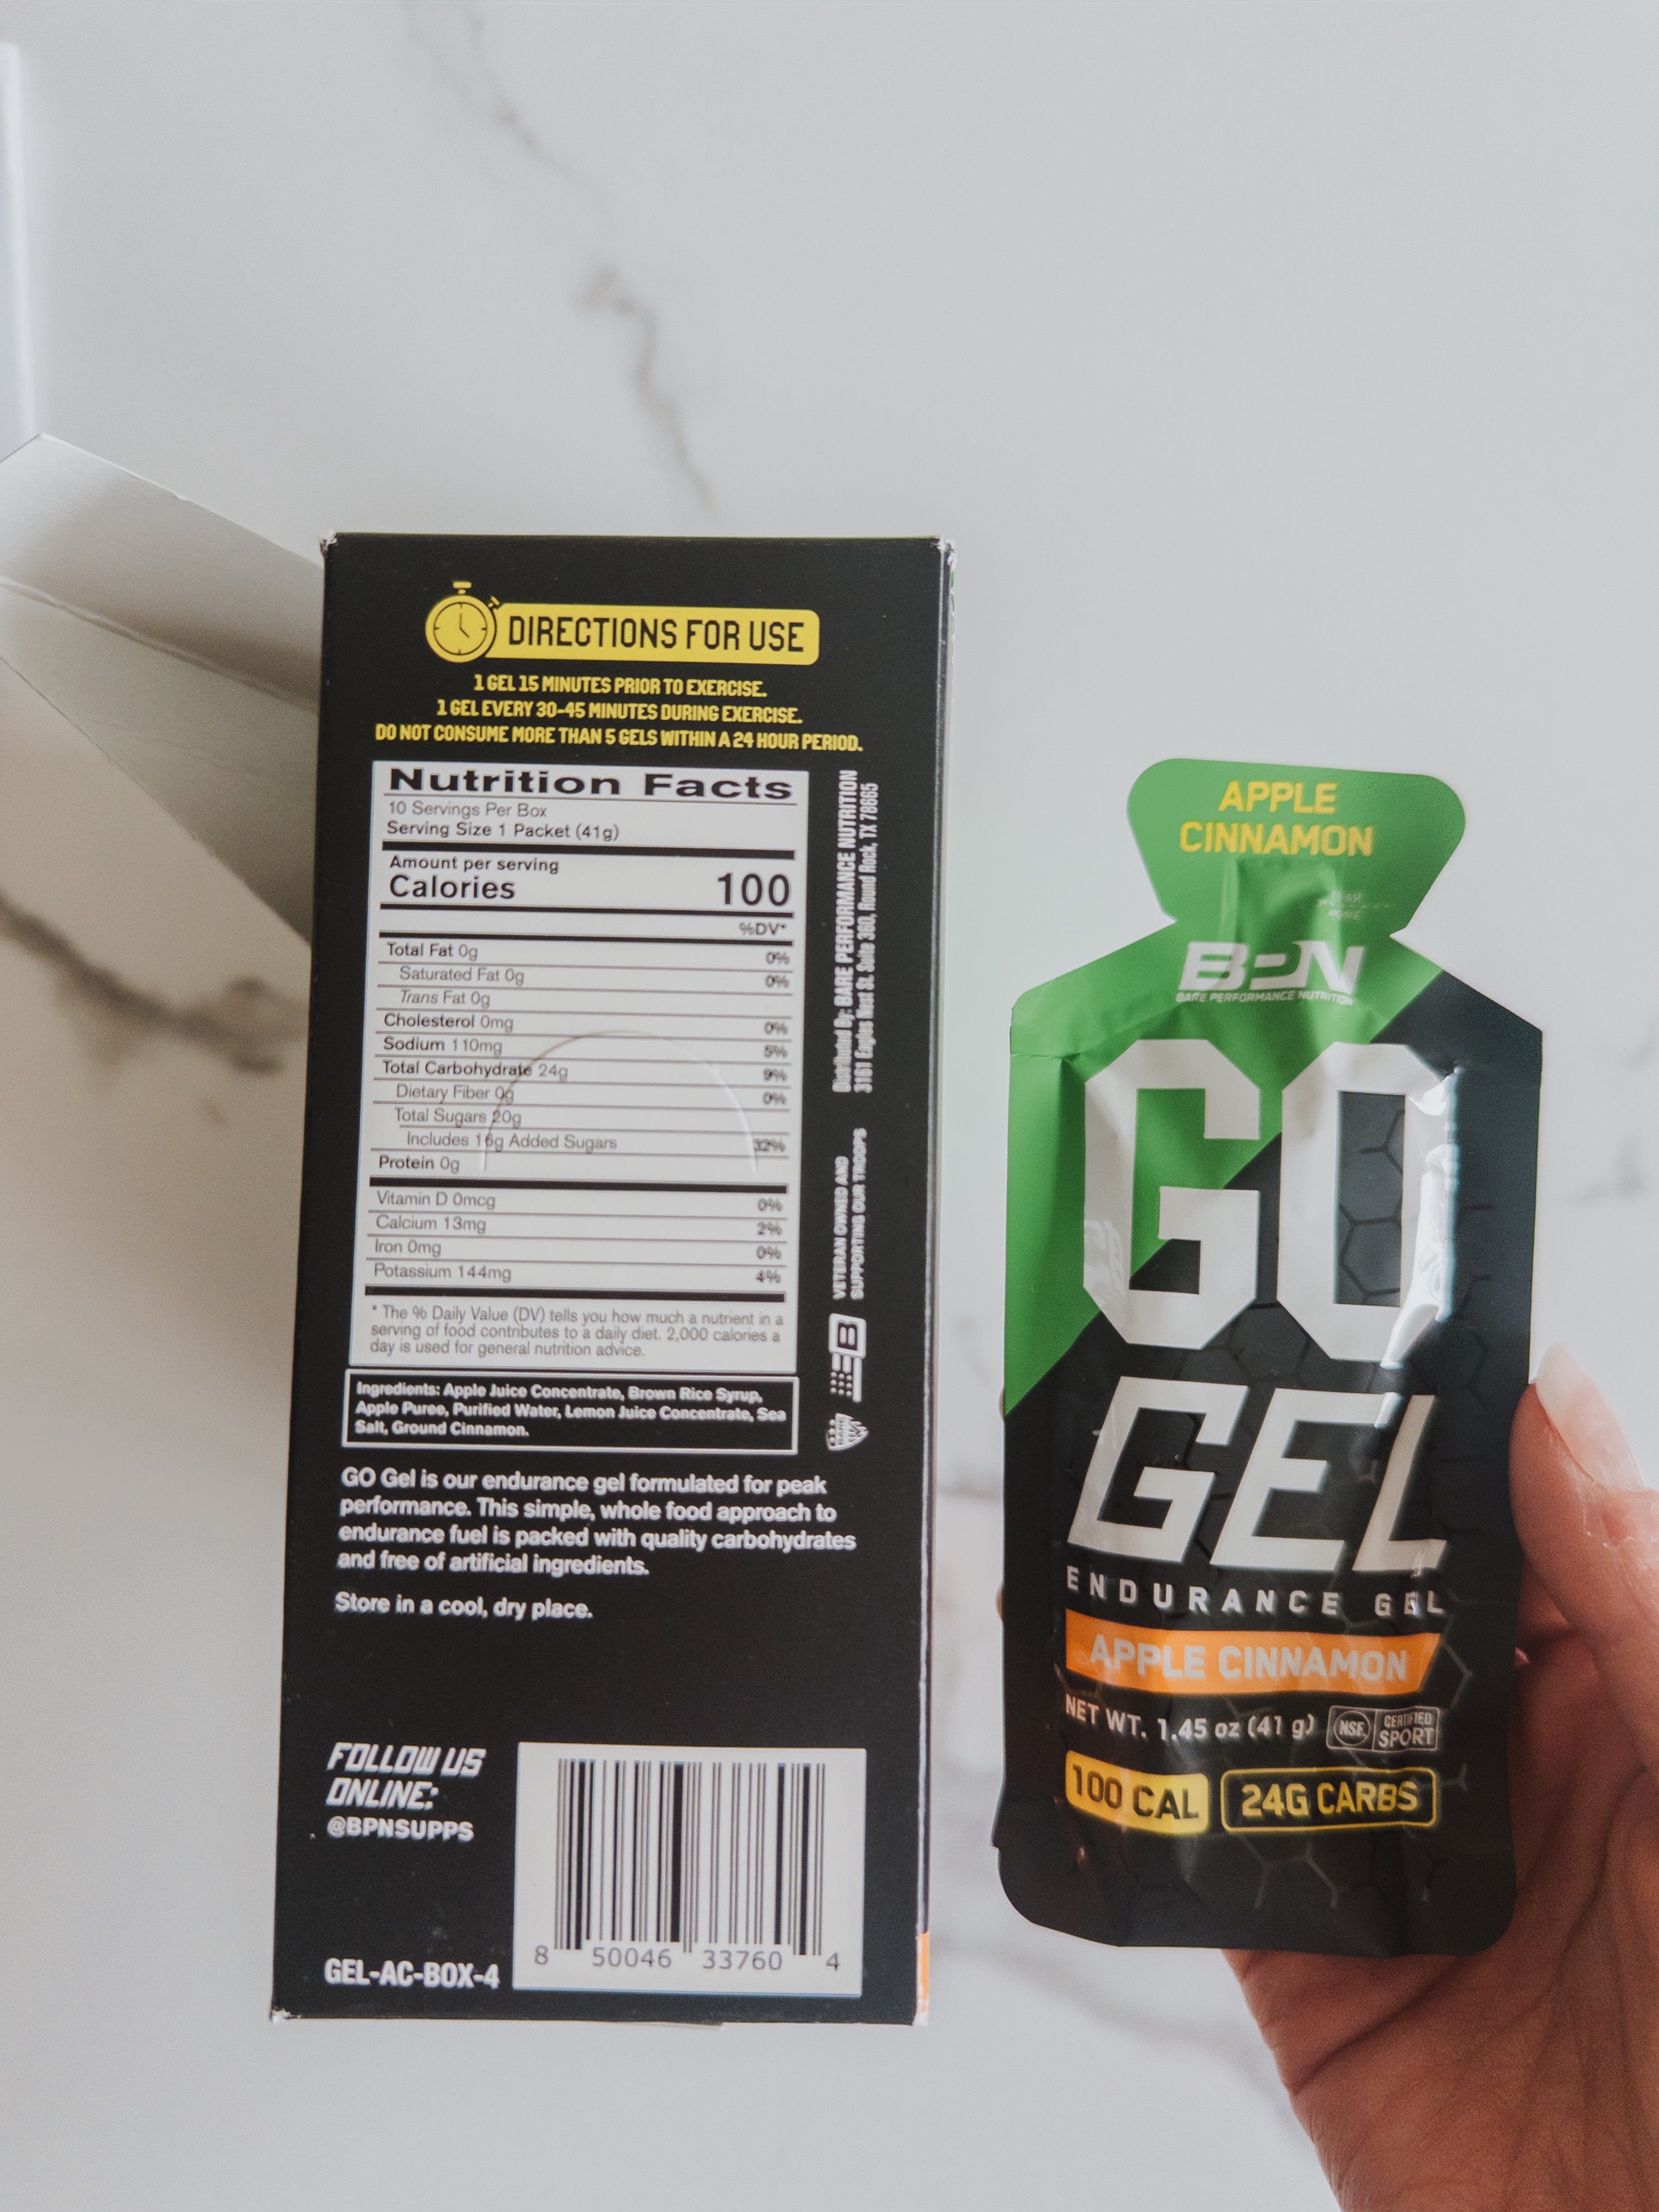 DIRECTIONS FOR USE
1 GEL 15 MINUTES PRIOR TO EXERCISE.
1 GEL EVERY 30-45 MINUTES DURING EXERCISE.
DO NOT CONSUME MORE THAN 5 GELS WITHIN A 24 HOUR PERIOD.
Nutrition Facts
10 Servings Per Box
Serving Size 1 Packet (41g)
Amount per serving
Calories 100
%DV*
Total Fat 0g 0%
Saturated Fat 0g 0%
Trans Fat 0g
Cholesterol 0mg 0%
Sodium 110mg 5%
Total Carbohydrate 24g 9%
Dietary Fiber 0g 0%
Total Sugars 20g
Includes 16g Added Sugars 32%
Protein 0g
Vitamin D 0mcg 0%
Calcium 13mg 2%
Iron 0mg 0%
Potassium 144mg 4%
* The % Daily Value (DV) tells you how much a nutrient in a
serving of food contributes to a daily diet. 2,000 calories a
day is used for general nutrition advice.
Ingredients: Apple Juice Concentrate, Brown Rice Syrup,
Apple Puree, Purified Water, Lemon Juice Concentrate, Sea
Salt, Ground Cinnamon.
Distributed By: BARE PERFORMANCE NUTRITION
3161 Eagles Nest St. Suite 360, Round Rock, TX 78665
VETERAN OWNED AND
SUPPORTING OUR TROOPS
B
GO Gel is our endurance gel formulated for peak
performance. This simple, whole food approach to
endurance fuel is packed with quality carbohydrates
and free of artificial ingredients.
Store in a cool, dry place.
FOLLOW US
ONLINE:
@BPNSUPPS
GEL-AC-BOX-4
8 50046 33760 4
APPLE
CINNAMON
BPN
BARE PERFORMANCE NUTRITION
GO
GEL
ENDURANCE GEL
APPLE CINNAMON
NET WT. 1.45 oz (41 g)
NSF. CERTIFIED
SPORT
100 CAL
24G CARBS